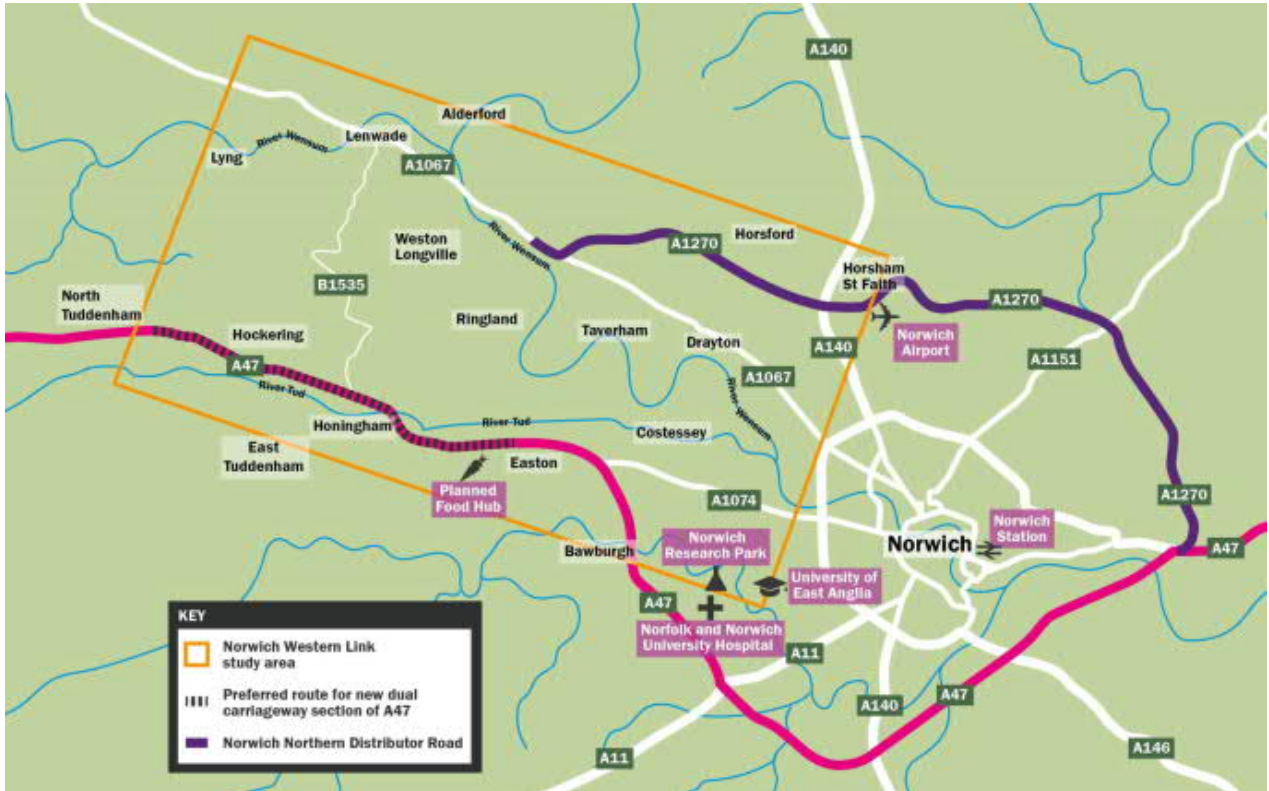 A140
Alderford
Lenwade
River Wensum
Lyng
A1067
Weston
Longville
River Wensum
A1270
Horsford
Horsham
St Faith
A1270
B1535
North
Tuddenham
Hockering
Ringland
Taverham
Drayton
A140
Norwich
Airport
A1151
A47
River Tud
A1067
River Wensum
Honingham
River Tud
Costessey
East
Tuddenham
Easton
Planned
Food Hub
A1074
A1270
Norwich
Station
Norwich
Bawburgh
Norwich
Research Park
A47
University of
East Anglia
A47
Norfolk and Norwich
University Hospital
A11
A140
A47
A11
A146
KEY
Norwich Western Link
study area
Preferred route for new dual
carriageway section of A47
Norwich Northern Distributor Road